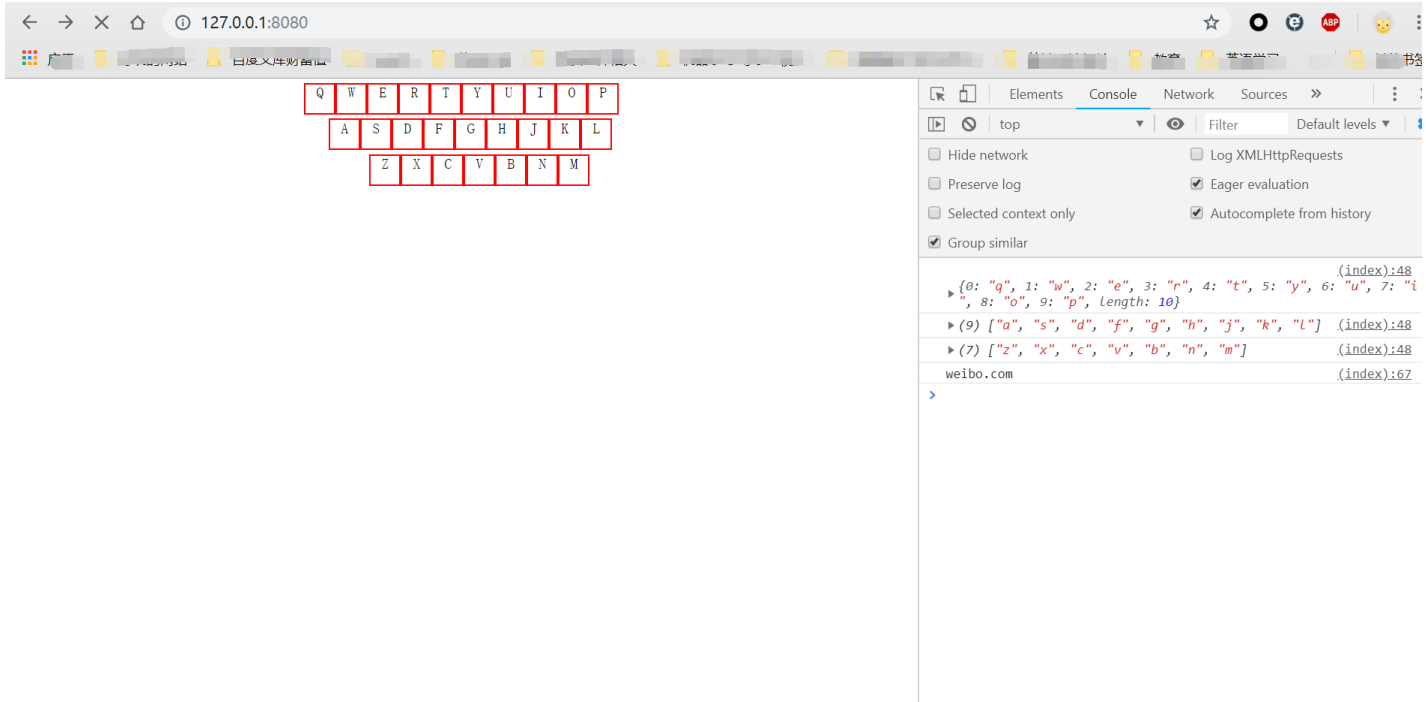 127.0.0.1:8080
ABP
Q W E R T Y U I O P
A S D F G H J K L
Z X C V B N M
Elements Console Network Sources »
top Filter Default levels ▼
Hide network Log XMLHttpRequests
Preserve log Eager evaluation
Selected context only Autocomplete from history
Group similar
(index):48
{0: "q", 1: "w", 2: "e", 3: "r", 4: "t", 5: "y", 6: "u", 7: "i
", 8: "o", 9: "p", length: 10}
(9) ["a", "s", "d", "f", "g", "h", "j", "k", "l"] (index):48
(7) ["z", "x", "c", "v", "b", "n", "m"] (index):48
weibo.com (index):67